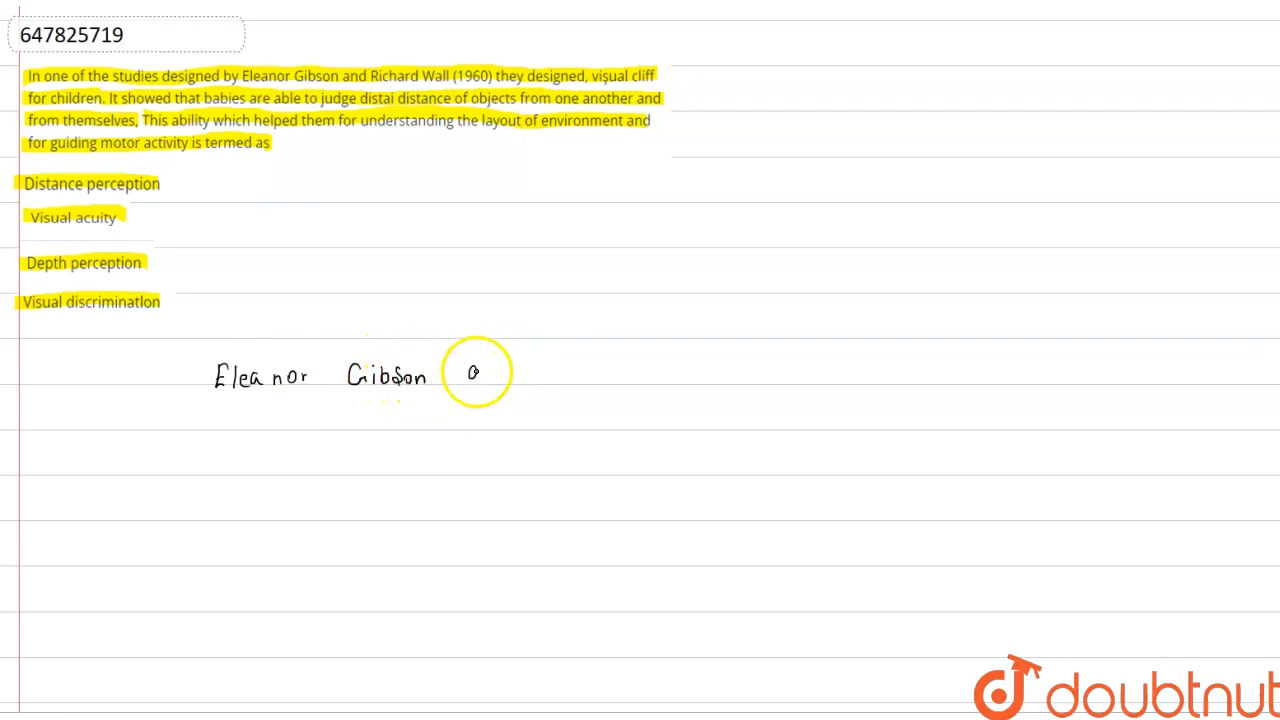 647825719
In one of the studies designed by Eleanor Gibson and Richard Wall (1960) they designed, visual cliff
for children. It showed that babies are able to judge distai distance of objects from one another and
from themselves, This ability which helped them for understanding the layout of environment and
for guiding motor activity is termed as
Distance perception
Visual acuity
Depth perception
Visual discrimination
Eleanor Gibson a
doubtnut